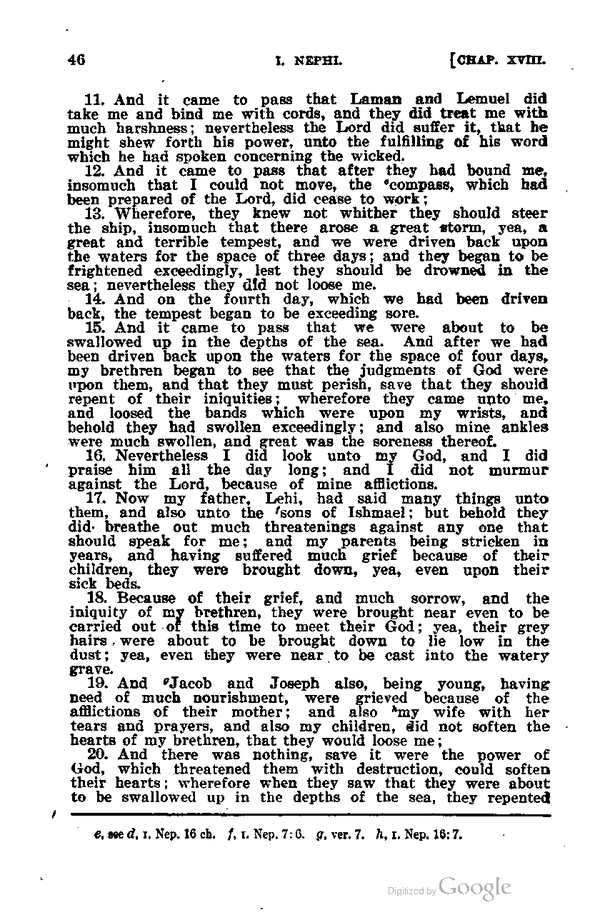 46 I. NEPHI. [CHAP. XVIII.
11. And it came to pass that Laman and Lemuel did
take me and bind me with cords, and they did treat me with
much harshness; nevertheless the Lord did suffer it, that he
might shew forth his power, unto the fulfilling of his word
which he had spoken concerning the wicked.
12. And it came to pass that after they had bound me,
insomuch that I could not move, the ᵉcompass, which had
been prepared of the Lord, did cease to work;
13. Wherefore, they knew not whither they should steer
the ship, insomuch that there arose a great storm, yea, a
great and terrible tempest, and we were driven back upon
the waters for the space of three days; and they began to be
frightened exceedingly, lest they should be drowned in the
sea; nevertheless they did not loose me.
14. And on the fourth day, which we had been driven
back, the tempest began to be exceeding sore.
15. And it came to pass that we were about to be
swallowed up in the depths of the sea. And after we had
been driven back upon the waters for the space of four days,
my brethren began to see that the judgments of God were
upon them, and that they must perish, save that they should
repent of their iniquities; wherefore they came unto me,
and loosed the bands which were upon my wrists, and
behold they had swollen exceedingly; and also mine ankles
were much swollen, and great was the soreness thereof.
16. Nevertheless I did look unto my God, and I did
praise him all the day long; and I did not murmur
against the Lord, because of mine afflictions.
17. Now my father, Lehi, had said many things unto
them, and also unto the ᶠsons of Ishmael; but behold they
did breathe out much threatenings against any one that
should speak for me; and my parents being stricken in
years, and having suffered much grief because of their
children, they were brought down, yea, even upon their
sick beds.
18. Because of their grief, and much sorrow, and the
iniquity of my brethren, they were brought near even to be
carried out of this time to meet their God; yea, their grey
hairs were about to be brought down to lie low in the
dust; yea, even they were near to be cast into the watery
grave.
19. And ᵍJacob and Joseph also, being young, having
need of much nourishment, were grieved because of the
afflictions of their mother; and also ʰmy wife with her
tears and prayers, and also my children, did not soften the
hearts of my brethren, that they would loose me;
20. And there was nothing, save it were the power of
God, which threatened them with destruction, could soften
their hearts; wherefore when they saw that they were about
to be swallowed up in the depths of the sea, they repented
e, see d, I. Nep. 16 ch. f, I. Nep. 7:6. g, ver. 7. h, I. Nep. 16:7.
Digitized by Google